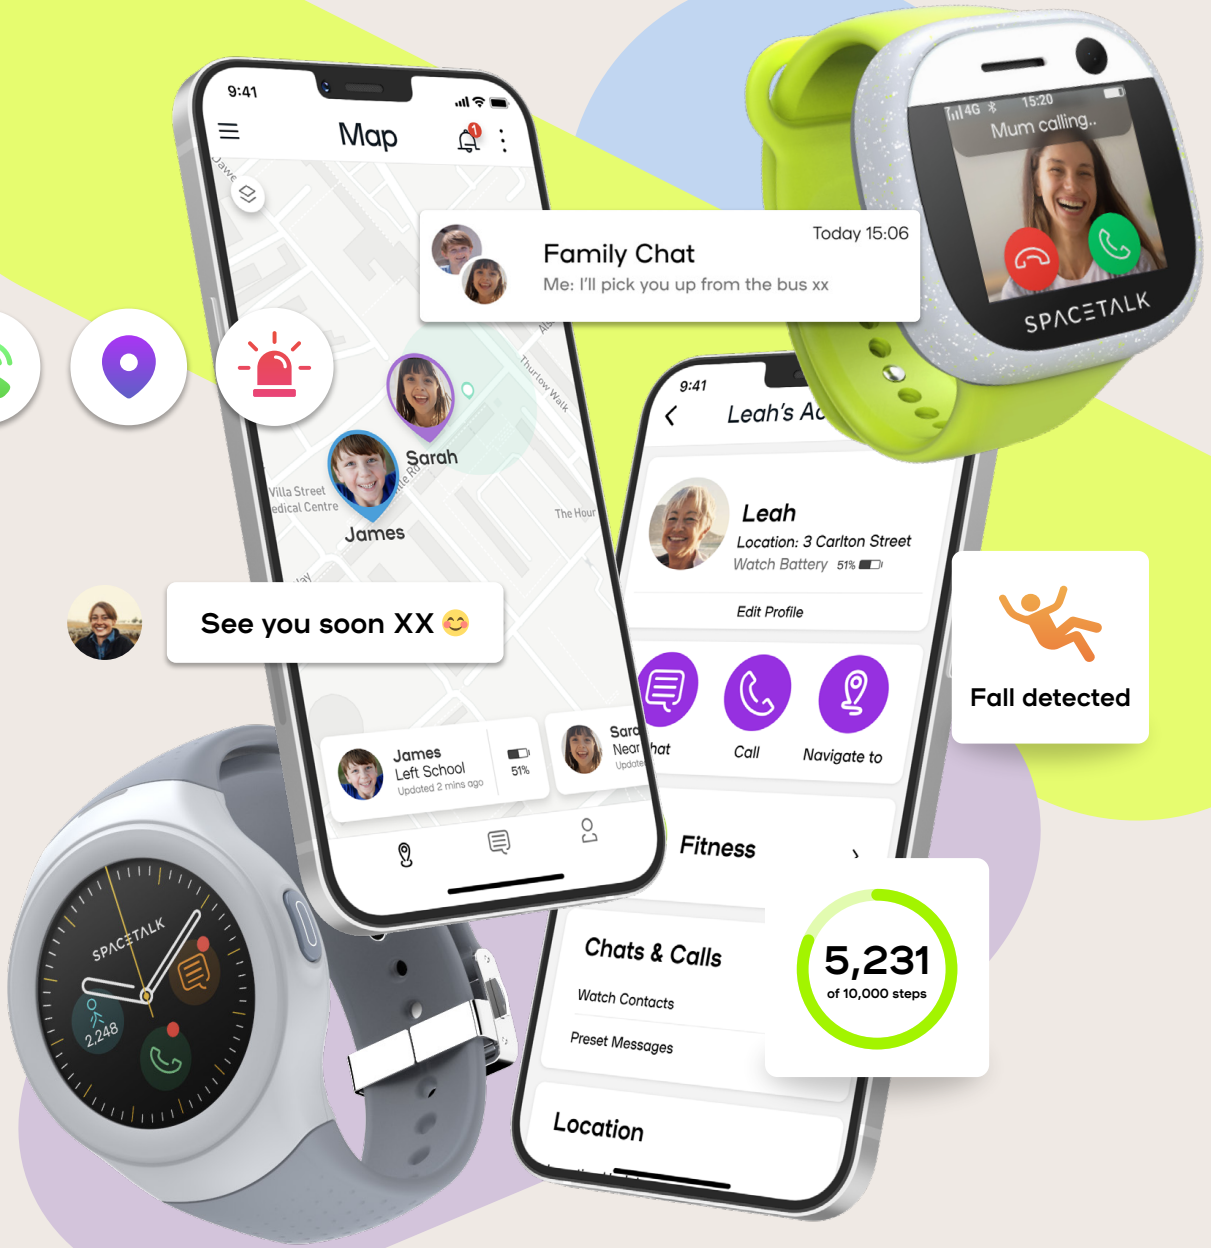 9:41
Map
1
Villa Street
edical Centre
Thurlow Walk
The Hour
Sarah
James
James
Left School
Updated 2 mins ago
51%
Near
Family Chat
Today 15:06
Me: I'll pick you up from the bus xx
4G
15:20
Mum calling..
SPACETALK
See you soon XX 😊
9:41
Leah's
Leah
Location: 3 Carlton Street
Watch Battery 51%
Edit Profile
Call
Navigate to
Fitness
Chats & Calls
Watch Contacts
Preset Messages
Location
Fall detected
5,231
of 10,000 steps
SPACETALK
2,248